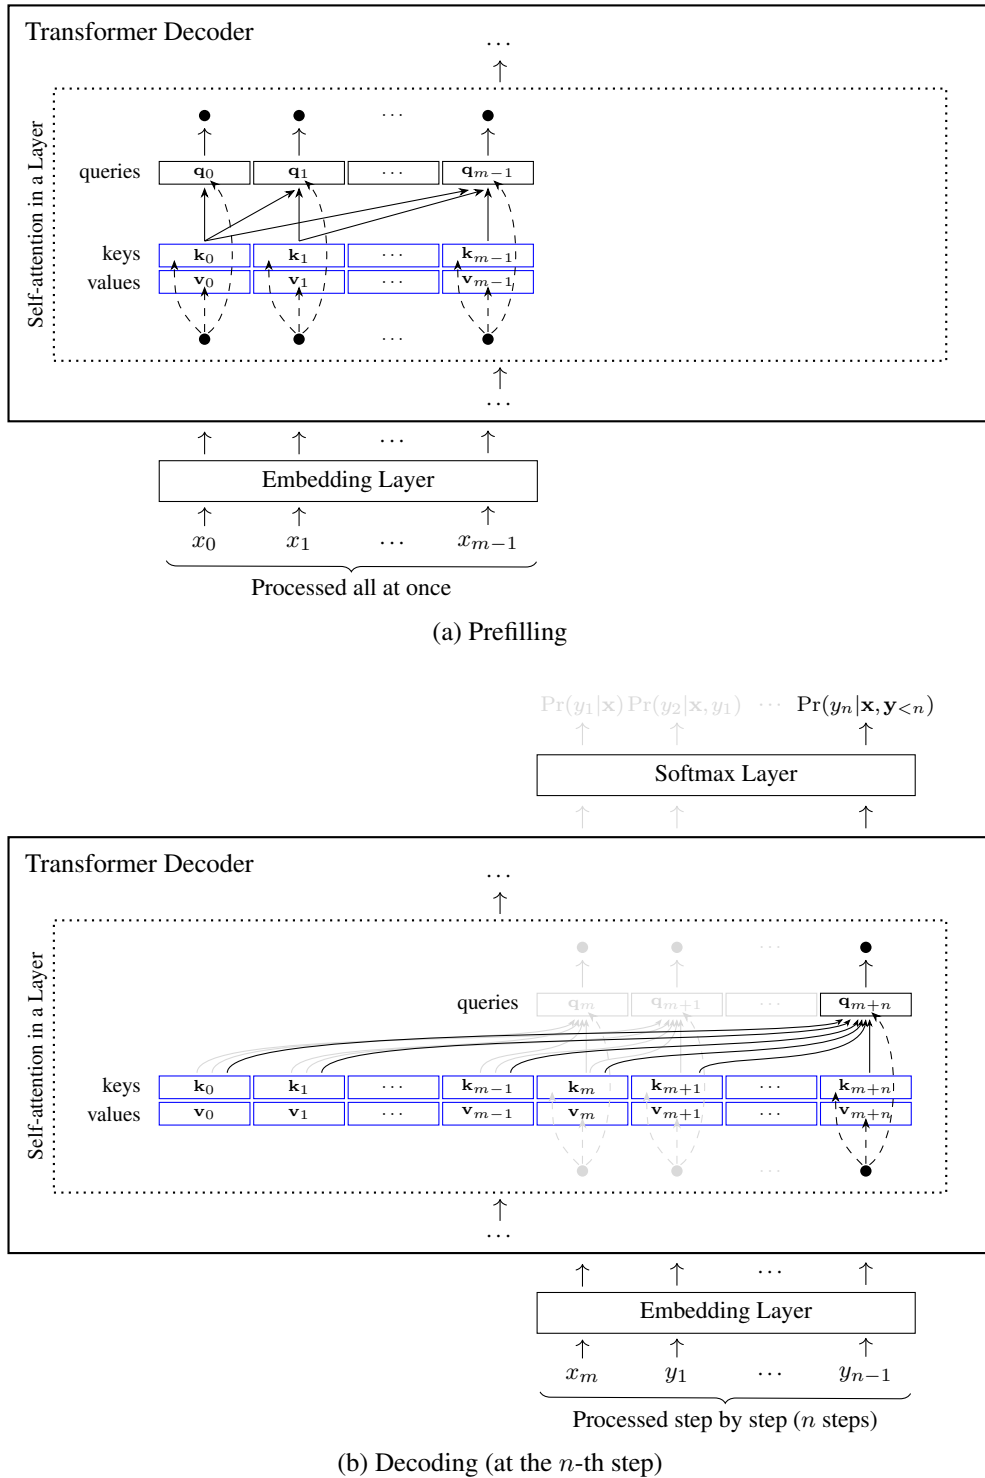 Transformer Decoder
...
Self-attention in a Layer
...
queries q₀ q₁ ... qₘ₋₁
keys k₀ k₁ ... kₘ₋₁
values v₀ v₁ ... vₘ₋₁
...
...
...
Embedding Layer
x₀ x₁ ... xₘ₋₁
Processed all at once
(a) Prefilling
Pr(y₁|x) Pr(y₂|x, y₁) ... Pr(yₙ|x, y<ₙ)
Softmax Layer
Transformer Decoder
...
Self-attention in a Layer
...
queries qₘ qₘ₊₁ ... qₘ₊ₙ
keys k₀ k₁ ... kₘ₋₁ kₘ kₘ₊₁ ... kₘ₊ₙ
values v₀ v₁ ... vₘ₋₁ vₘ vₘ₊₁ ... vₘ₊ₙ
...
...
...
Embedding Layer
xₘ y₁ ... yₙ₋₁
Processed step by step (n steps)
(b) Decoding (at the n-th step)